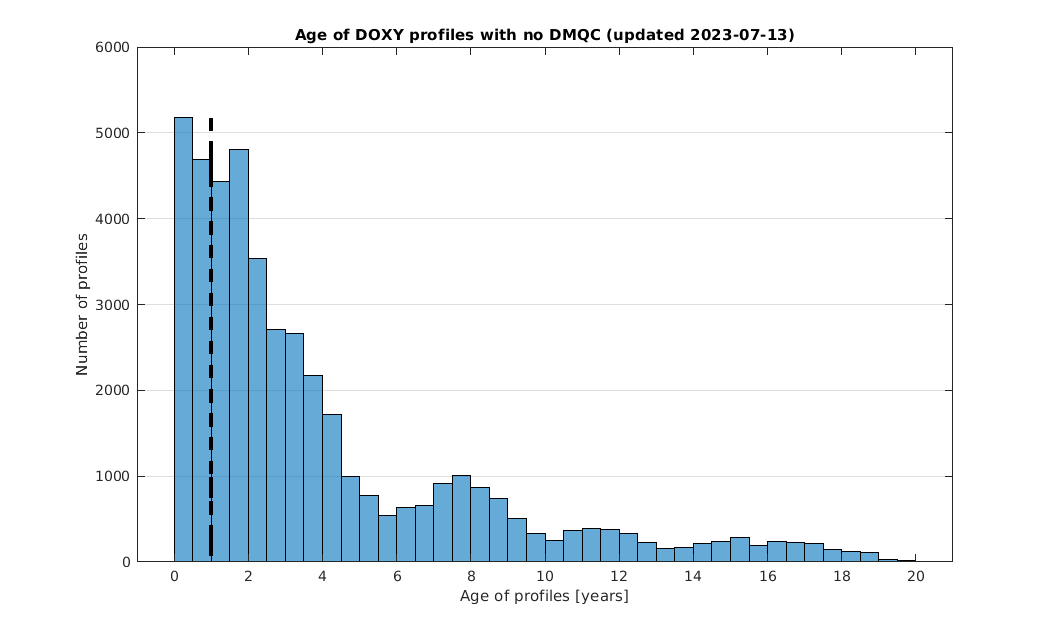 Age of DOXY profiles with no DMQC (updated 2023-07-13)
6000
5000
4000
3000
2000
1000
0
Number of profiles
0 2 4 6 8 10 12 14 16 18 20
Age of profiles [years]